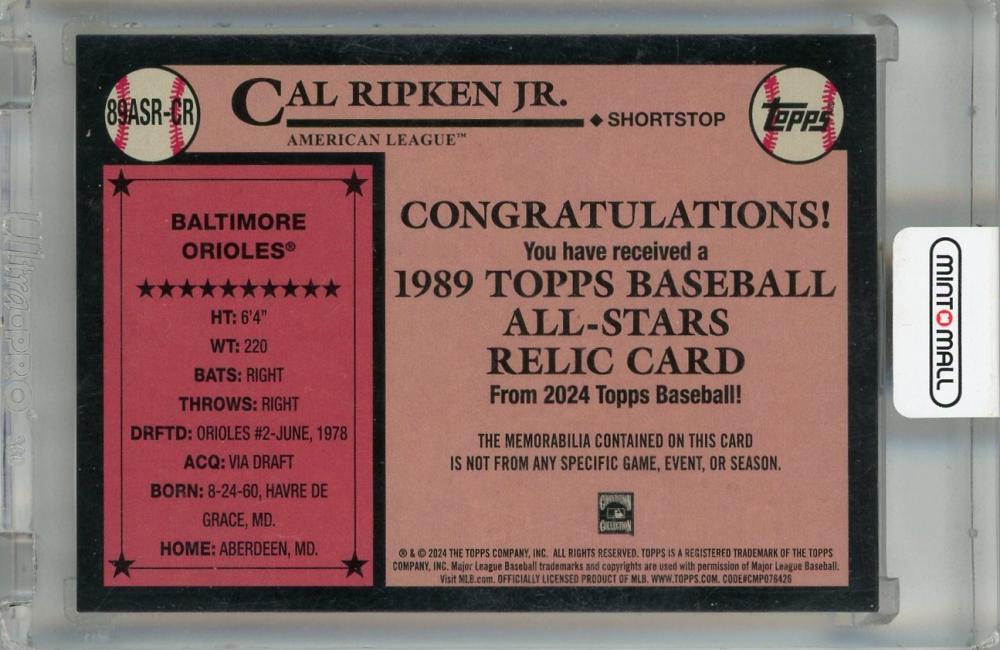 89ASR-CR
CAL RIPKEN JR.
◆ SHORTSTOP
AMERICAN LEAGUE™
TOPPS
BALTIMORE
ORIOLES®
★★★★★★★★★★
HT: 6'4"
WT: 220
BATS: RIGHT
THROWS: RIGHT
DRFTD: ORIOLES #2-JUNE, 1978
ACQ: VIA DRAFT
BORN: 8-24-60, HAVRE DE
GRACE, MD.
HOME: ABERDEEN, MD.
CONGRATULATIONS!
You have received a
1989 TOPPS BASEBALL
ALL-STARS
RELIC CARD
From 2024 Topps Baseball!
THE MEMORABILIA CONTAINED ON THIS CARD
IS NOT FROM ANY SPECIFIC GAME, EVENT, OR SEASON.
COOPERSTOWN
COLLECTION
® & © 2024 THE TOPPS COMPANY, INC. ALL RIGHTS RESERVED. TOPPS IS A REGISTERED TRADEMARK OF THE TOPPS
COMPANY, INC. Major League Baseball trademarks and copyrights are used with permission of Major League Baseball.
Visit MLB.com. OFFICIALLY LICENSED PRODUCT OF MLB. WWW.TOPPS.COM. CODE#CMP076426
MINTOMALL
Ultra PRO